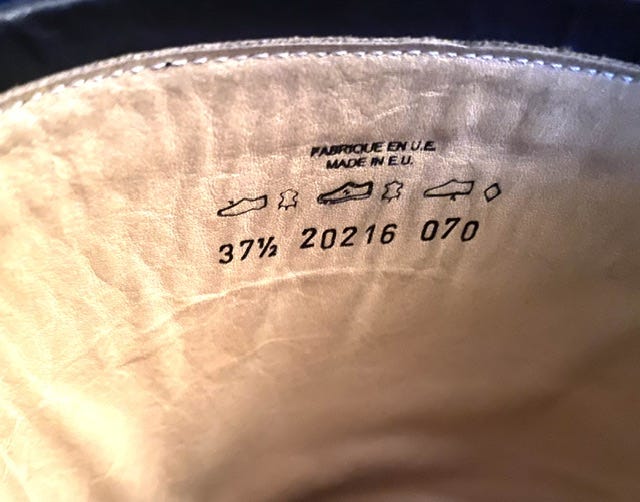 FABRIQUE EN U.E.
MADE IN E.U.
37½ 20216 070